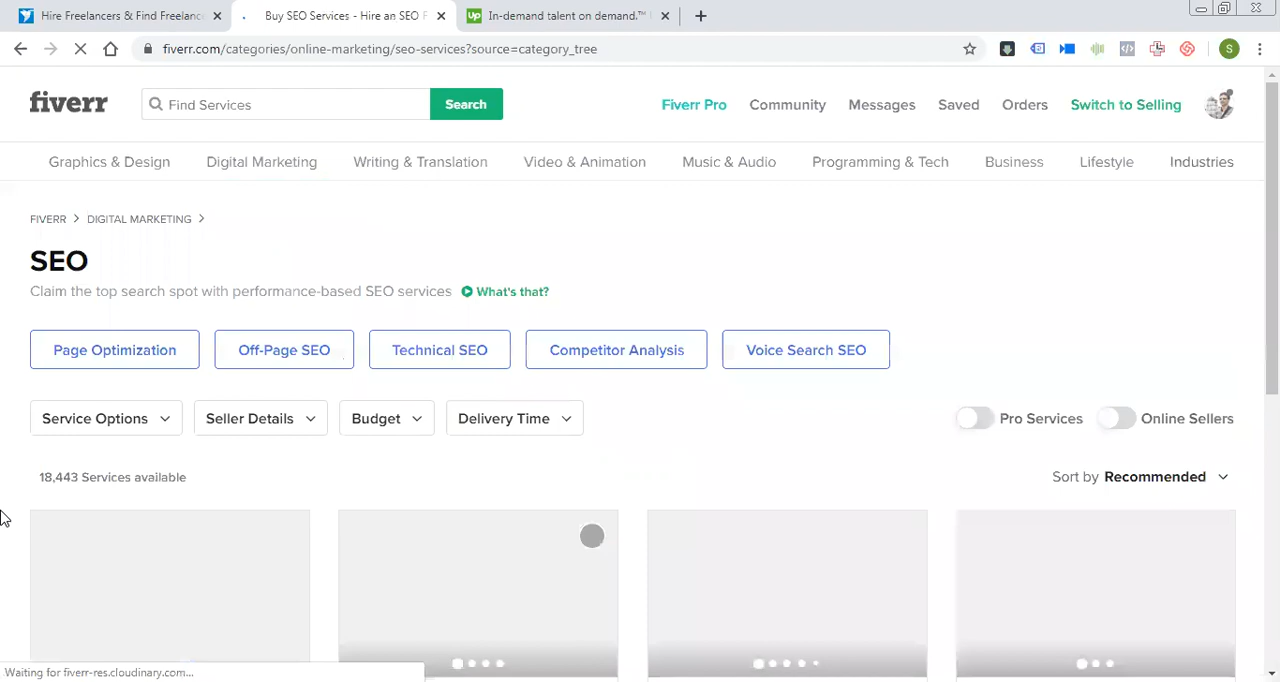 Hire Freelancers & Find Freelanc
Buy SEO Services - Hire an SEO F
Up In-demand talent on demand.™
fiverr.com/categories/online-marketing/seo-services?source=category_tree
S
fiverr
Find Services
Search
Fiverr Pro
Community
Messages
Saved
Orders
Switch to Selling
Graphics & Design
Digital Marketing
Writing & Translation
Video & Animation
Music & Audio
Programming & Tech
Business
Lifestyle
Industries
FIVERR > DIGITAL MARKETING >
SEO
Claim the top search spot with performance-based SEO services
What's that?
Page Optimization
Off-Page SEO
Technical SEO
Competitor Analysis
Voice Search SEO
Service Options
Seller Details
Budget
Delivery Time
Pro Services
Online Sellers
18,443 Services available
Sort by Recommended
Waiting for fiverr-res.cloudinary.com...